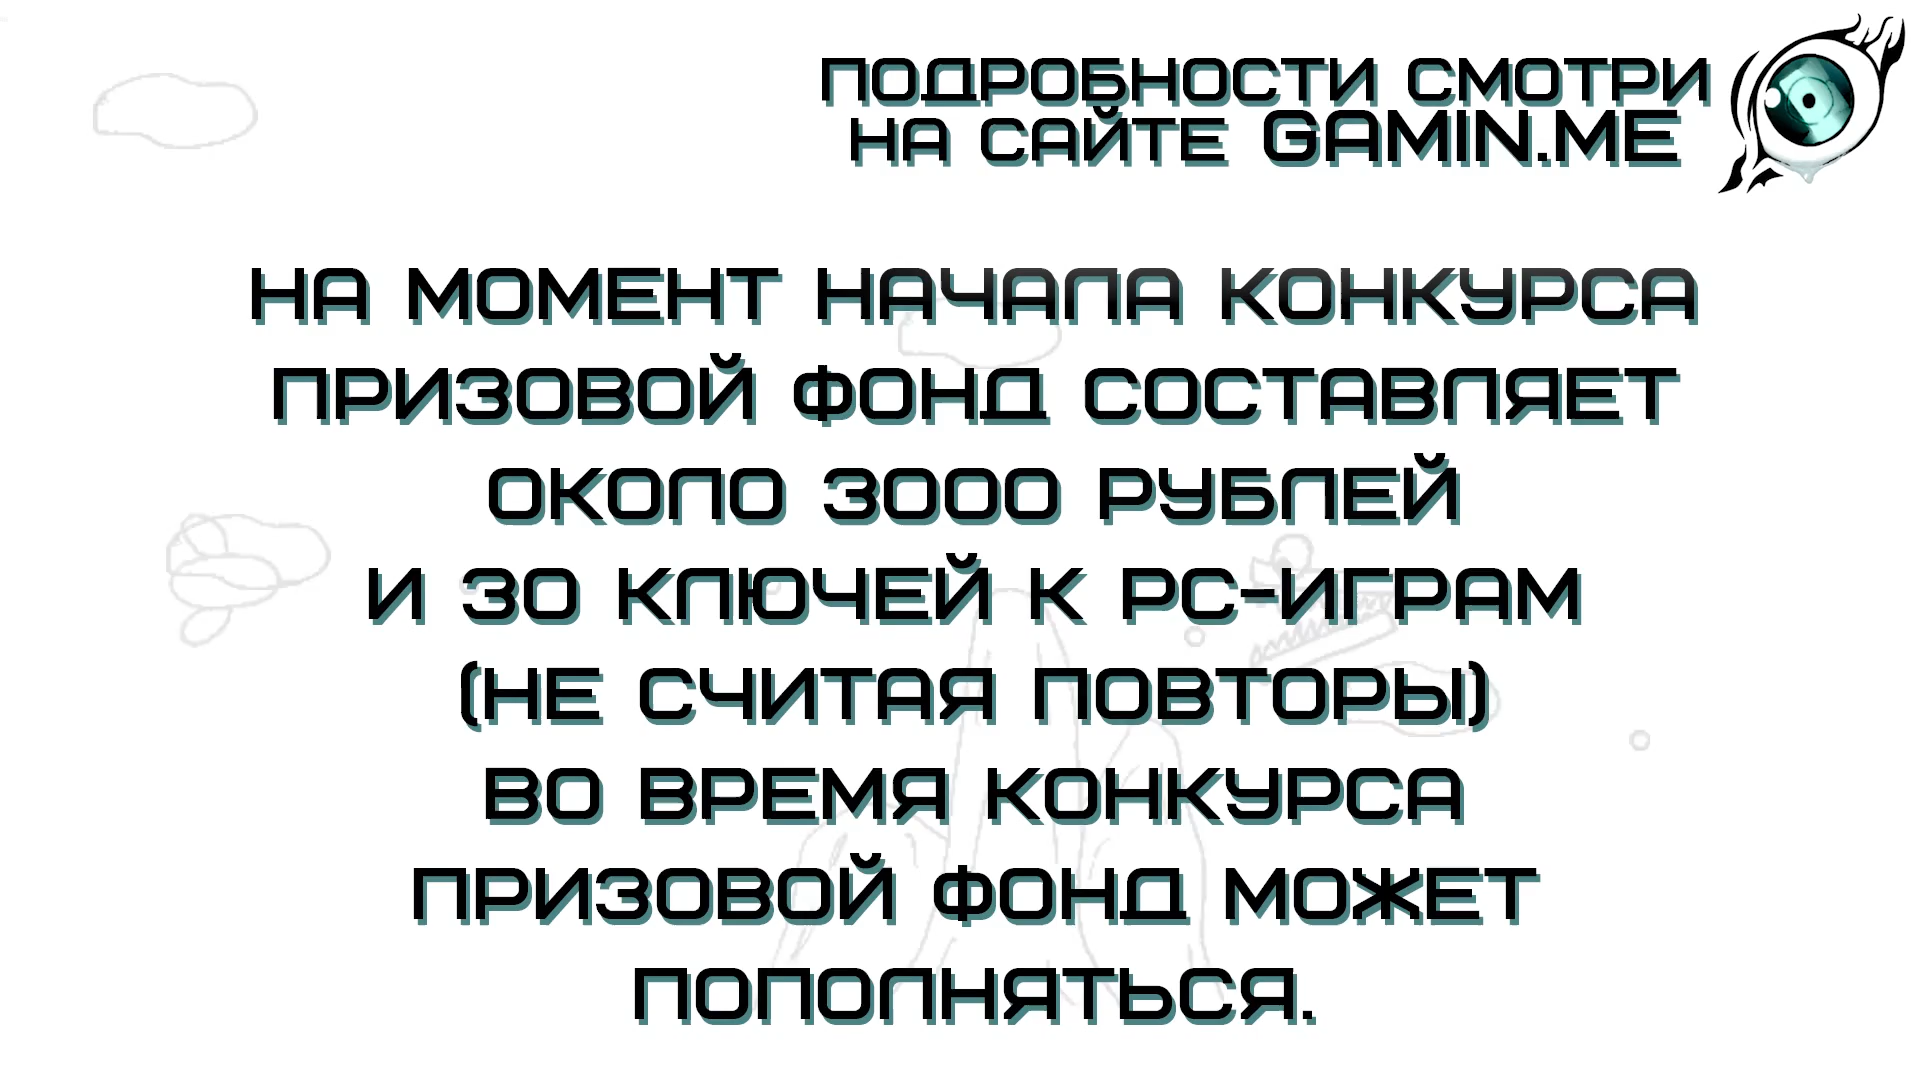 ПОДРОБНОСТИ СМОТРИ
НА САЙТЕ GAMIN.ME
НА МОМЕНТ НАЧАЛА КОНКУРСА
ПРИЗОВОЙ ФОНД СОСТАВЛЯЕТ
ОКОЛО 3000 РУБЛЕЙ
И 30 КЛЮЧЕЙ К PC-ИГРАМ
(НЕ СЧИТАЯ ПОВТОРЫ)
ВО ВРЕМЯ КОНКУРСА
ПРИЗОВОЙ ФОНД МОЖЕТ
ПОПОЛНЯТЬСЯ.